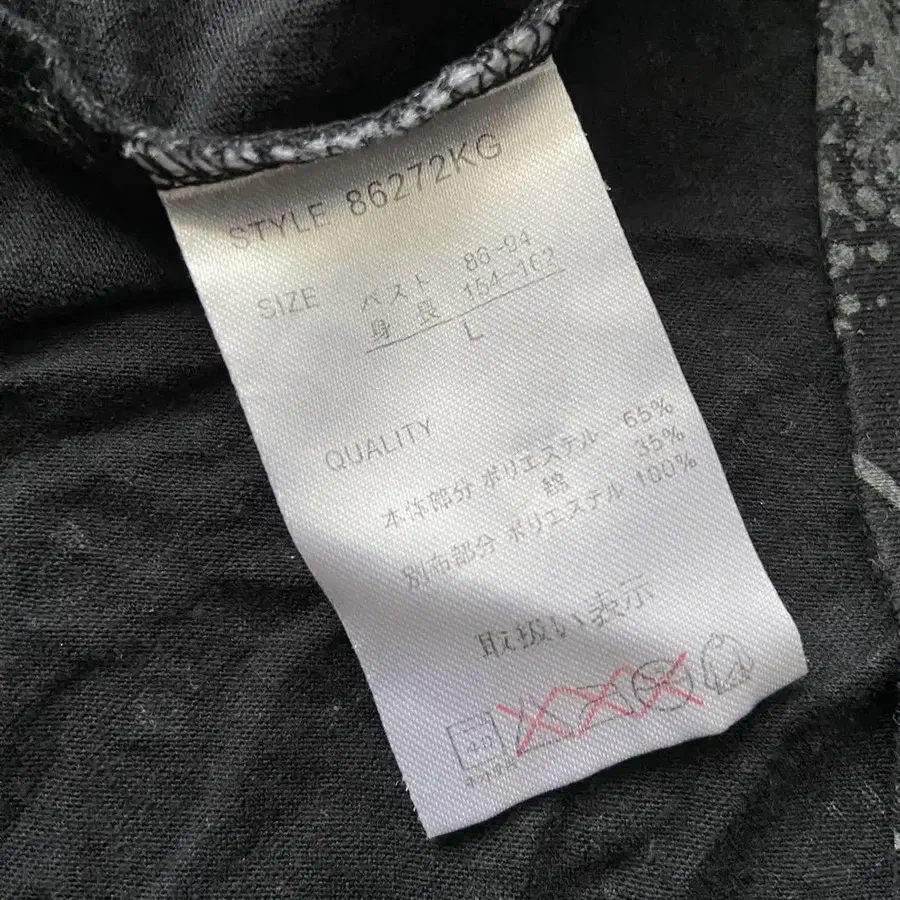 STYLE 86272KG
SIZE バスト 86-94
身長 154-162
L
QUALITY
本体部分 ポリエステル 65%
綿 35%
別布部分 ポリエステル 100%
取扱い表示
40